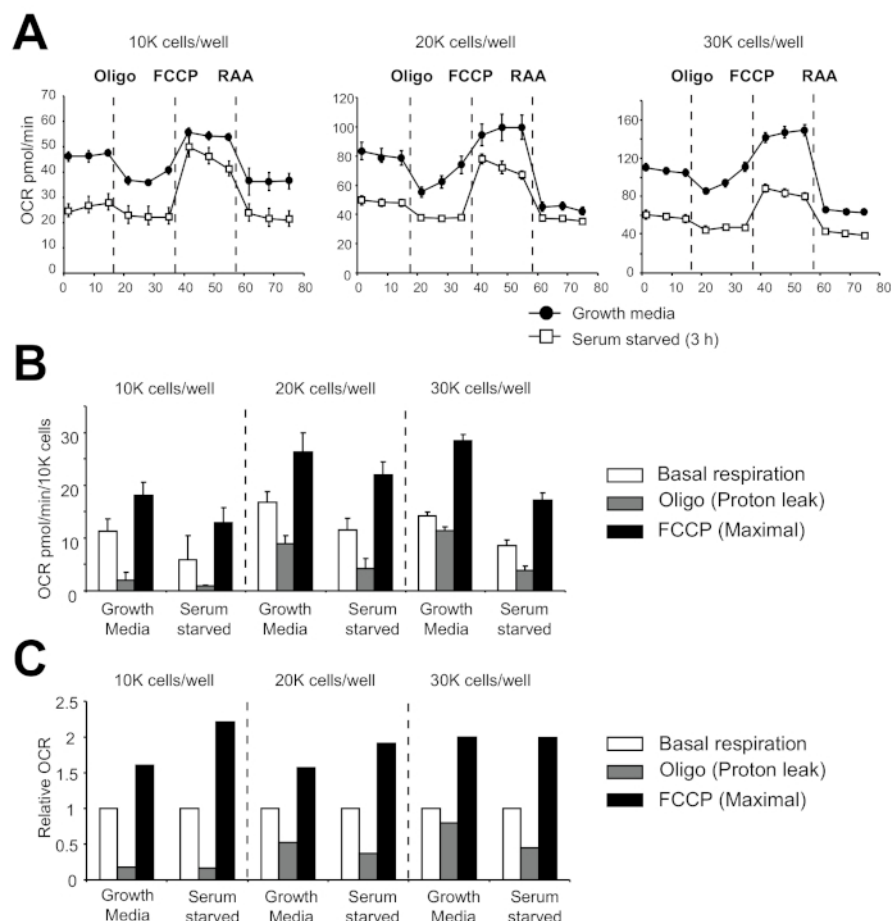 A
10K cells/well
20K cells/well
30K cells/well
Oligo FCCP RAA
Oligo FCCP RAA
Oligo FCCP RAA
OCR pmol/min
70
60
50
40
30
20
10
0
0 10 20 30 40 50 60 70 80
120
100
80
60
40
20
0
0 10 20 30 40 50 60 70 80
160
120
80
40
0
0 10 20 30 40 50 60 70 80
Growth media
Serum starved (3 h)
B
10K cells/well
20K cells/well
30K cells/well
OCR pmol/min/10K cells
30
20
10
0
Growth Serum Growth Serum Growth Serum
Media starved Media starved Media starved
Basal respiration
Oligo (Proton leak)
FCCP (Maximal)
C
10K cells/well
20K cells/well
30K cells/well
Relative OCR
2.5
2
1.5
1
0.5
0
Growth Serum Growth Serum Growth Serum
Media starved Media starved Media starved
Basal respiration
Oligo (Proton leak)
FCCP (Maximal)